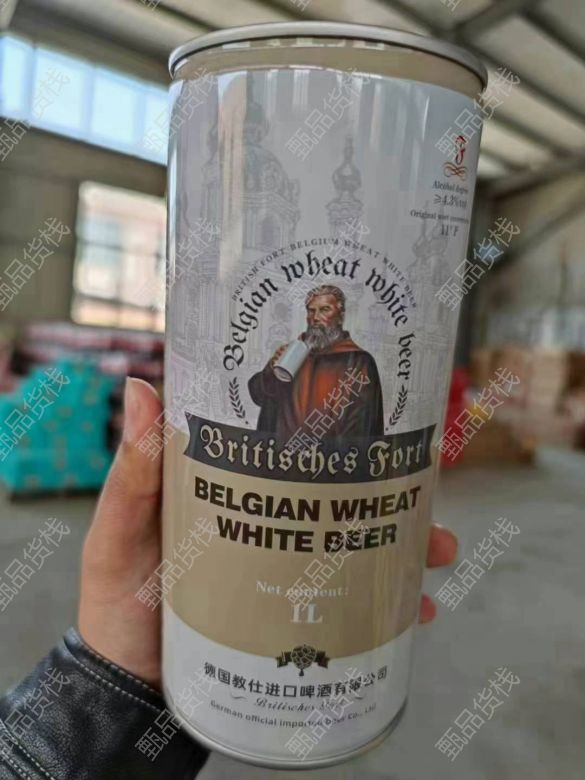 Alcohol degree
≥4.3%vol
Original wort concentration
11°P
BRITISH FORT BELGIUM WHEAT WHITE BEER
Belgian wheat white beer
Britisches Fort
BELGIAN WHEAT
WHITE BEER
Net content:
1L
德国教仕进口啤酒有限公司
Britisches Fort
German official imported beer Co., Ltd
甄品货栈